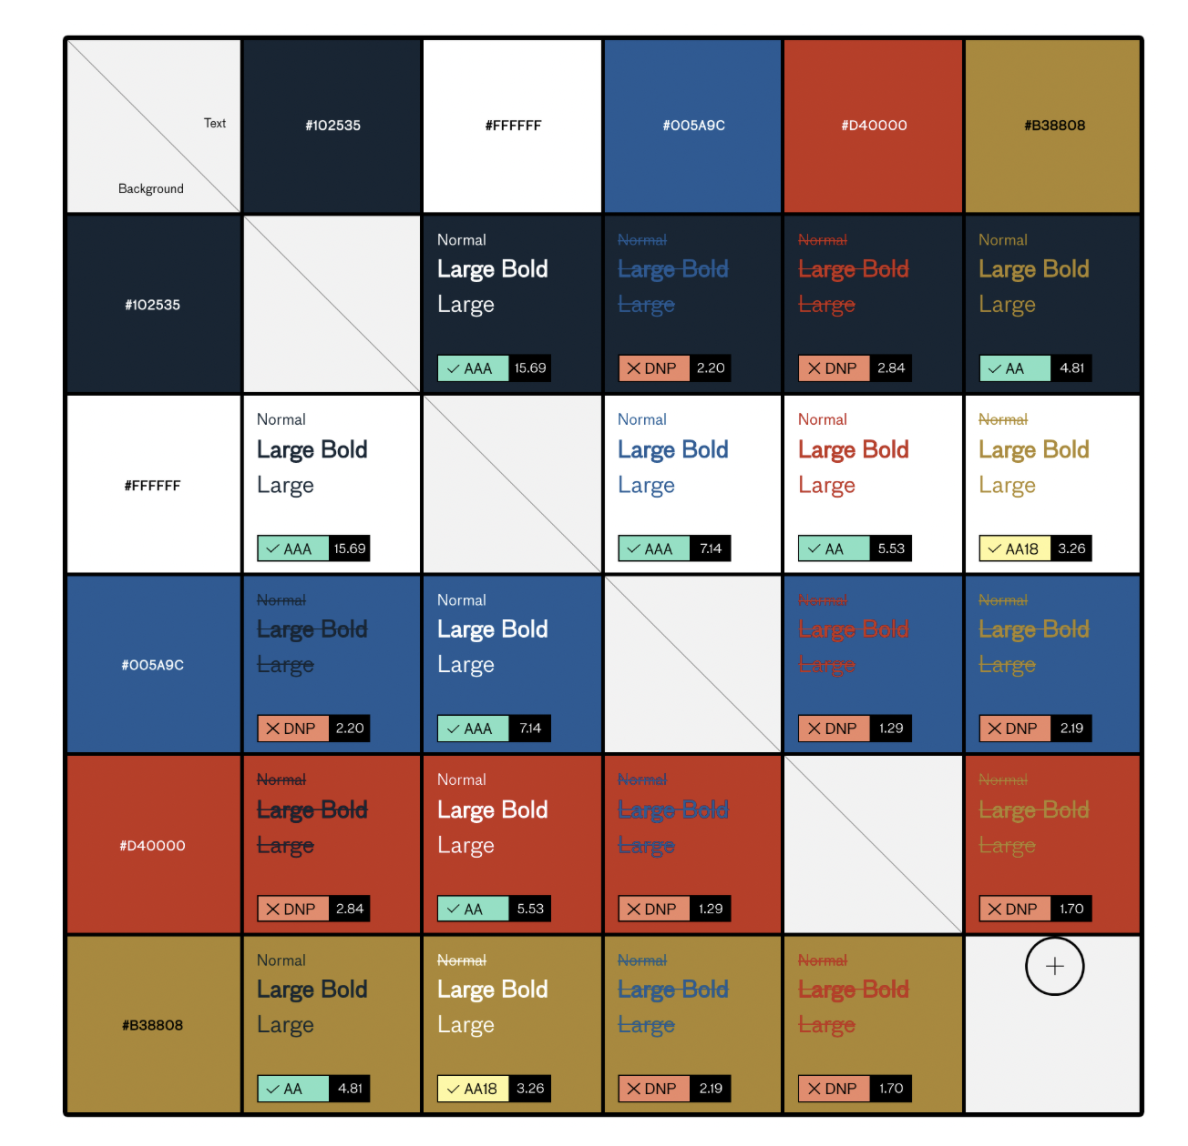 Text
Background
#102535
#FFFFFF
#005A9C
#D40000
#B38808
#102535
Normal
Large Bold
Large
✓ AAA 15.69
Normal
Large Bold
Large
✕ DNP 2.20
Normal
Large Bold
Large
✕ DNP 2.84
Normal
Large Bold
Large
✓ AA 4.81
#FFFFFF
Normal
Large Bold
Large
✓ AAA 15.69
Normal
Large Bold
Large
✓ AAA 7.14
Normal
Large Bold
Large
✓ AA 5.53
Normal
Large Bold
Large
✓ AA18 3.26
#005A9C
Normal
Large Bold
Large
✕ DNP 2.20
Normal
Large Bold
Large
✓ AAA 7.14
Normal
Large Bold
Large
✕ DNP 1.29
Normal
Large Bold
Large
✕ DNP 2.19
#D40000
Normal
Large Bold
Large
✕ DNP 2.84
Normal
Large Bold
Large
✓ AA 5.53
Normal
Large Bold
Large
✕ DNP 1.29
Normal
Large Bold
Large
✕ DNP 1.70
#B38808
Normal
Large Bold
Large
✓ AA 4.81
Normal
Large Bold
Large
✓ AA18 3.26
Normal
Large Bold
Large
✕ DNP 2.19
Normal
Large Bold
Large
✕ DNP 1.70
+